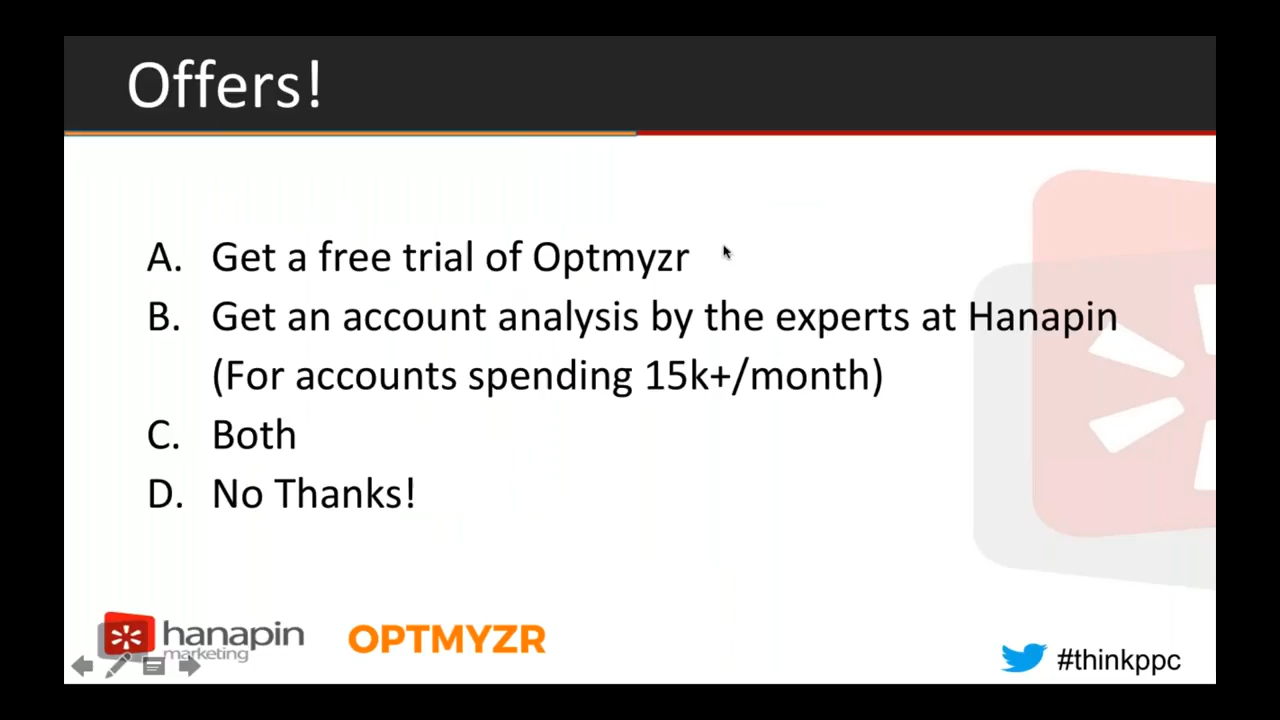 Offers!
A. Get a free trial of Optmyzr
B. Get an account analysis by the experts at Hanapin
(For accounts spending 15k+/month)
C. Both
D. No Thanks!
hanapin
marketing
OPTMYZR
#thinkppc